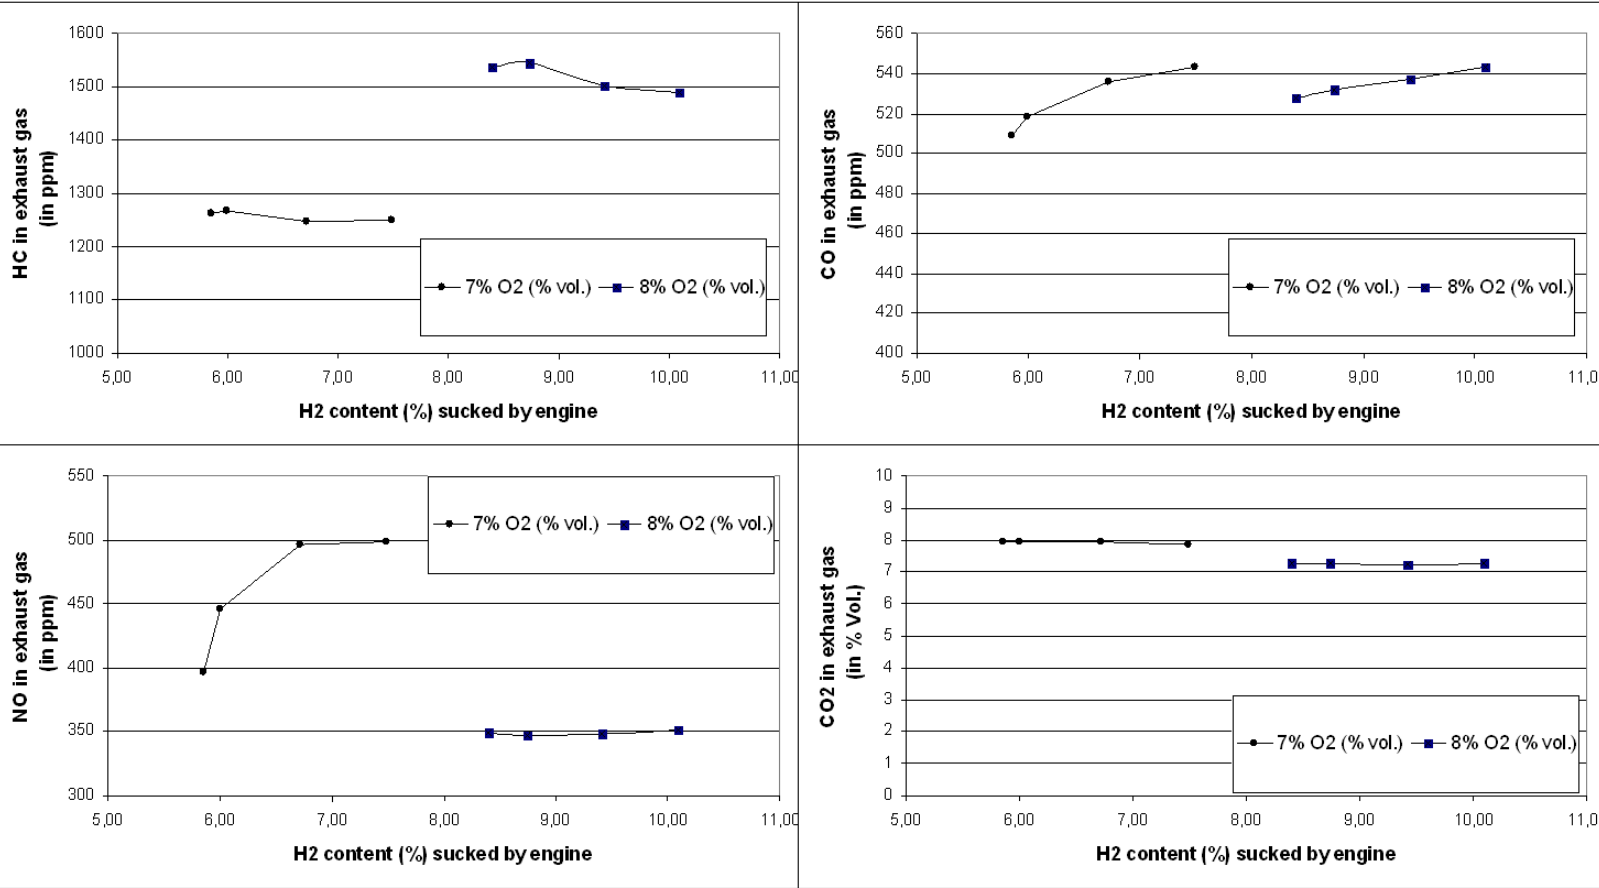 1600
1500
1400
1300
1200
1100
1000
HC in exhaust gas
(in ppm)
7% O2 (% vol.) 8% O2 (% vol.)
5,00 6,00 7,00 8,00 9,00 10,00 11,00
H2 content (%) sucked by engine
560
540
520
500
480
460
440
420
400
CO in exhaust gas
(in ppm)
7% O2 (% vol.) 8% O2 (% vol.)
5,00 6,00 7,00 8,00 9,00 10,00 11,0
H2 content (%) sucked by engine
550
500
450
400
350
300
NO in exhaust gas
(in ppm)
7% O2 (% vol.) 8% O2 (% vol.)
5,00 6,00 7,00 8,00 9,00 10,00 11,00
H2 content (%) sucked by engine
10
9
8
7
6
5
4
3
2
1
0
CO2 in exhaust gas
(in % Vol.)
7% O2 (% vol.) 8% O2 (% vol.)
5,00 6,00 7,00 8,00 9,00 10,00 11,0
H2 content (%) sucked by engine